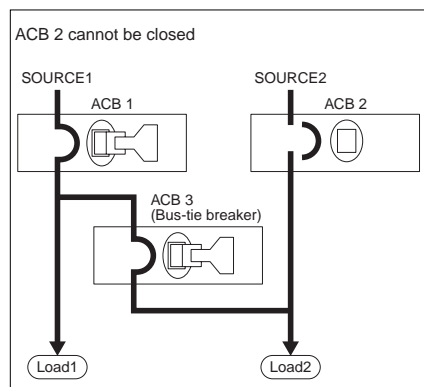 ACB 2 cannot be closed
SOURCE1
SOURCE2
ACB 1
ACB 2
ACB 3
(Bus-tie breaker)
Load1
Load2